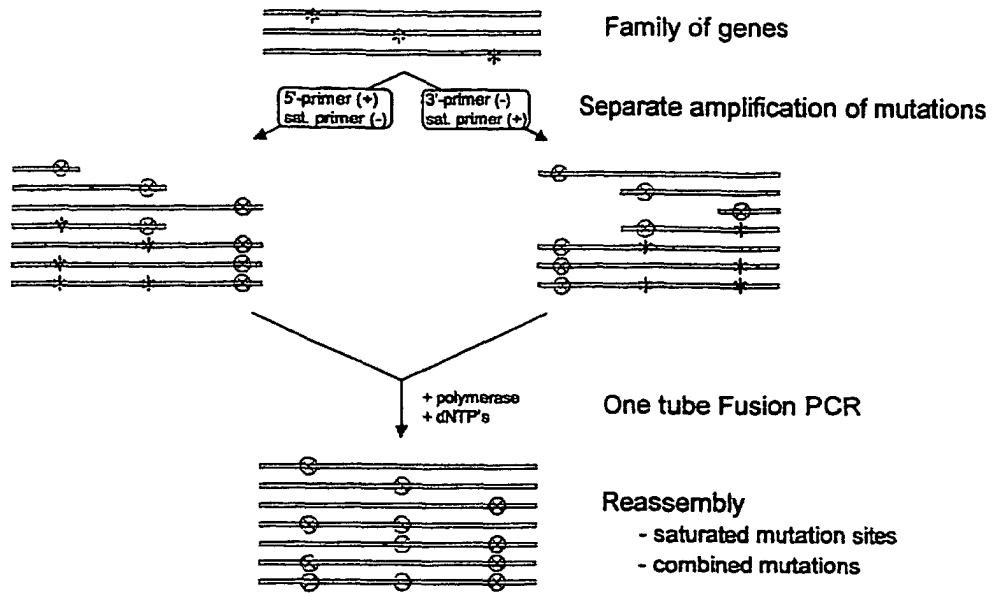 Family of genes
5'-primer (+)
sat. primer (-)
3'-primer (-)
sat. primer (+)
Separate amplification of mutations
+ polymerase
+ dNTP's
One tube Fusion PCR
Reassembly
- saturated mutation sites
- combined mutations